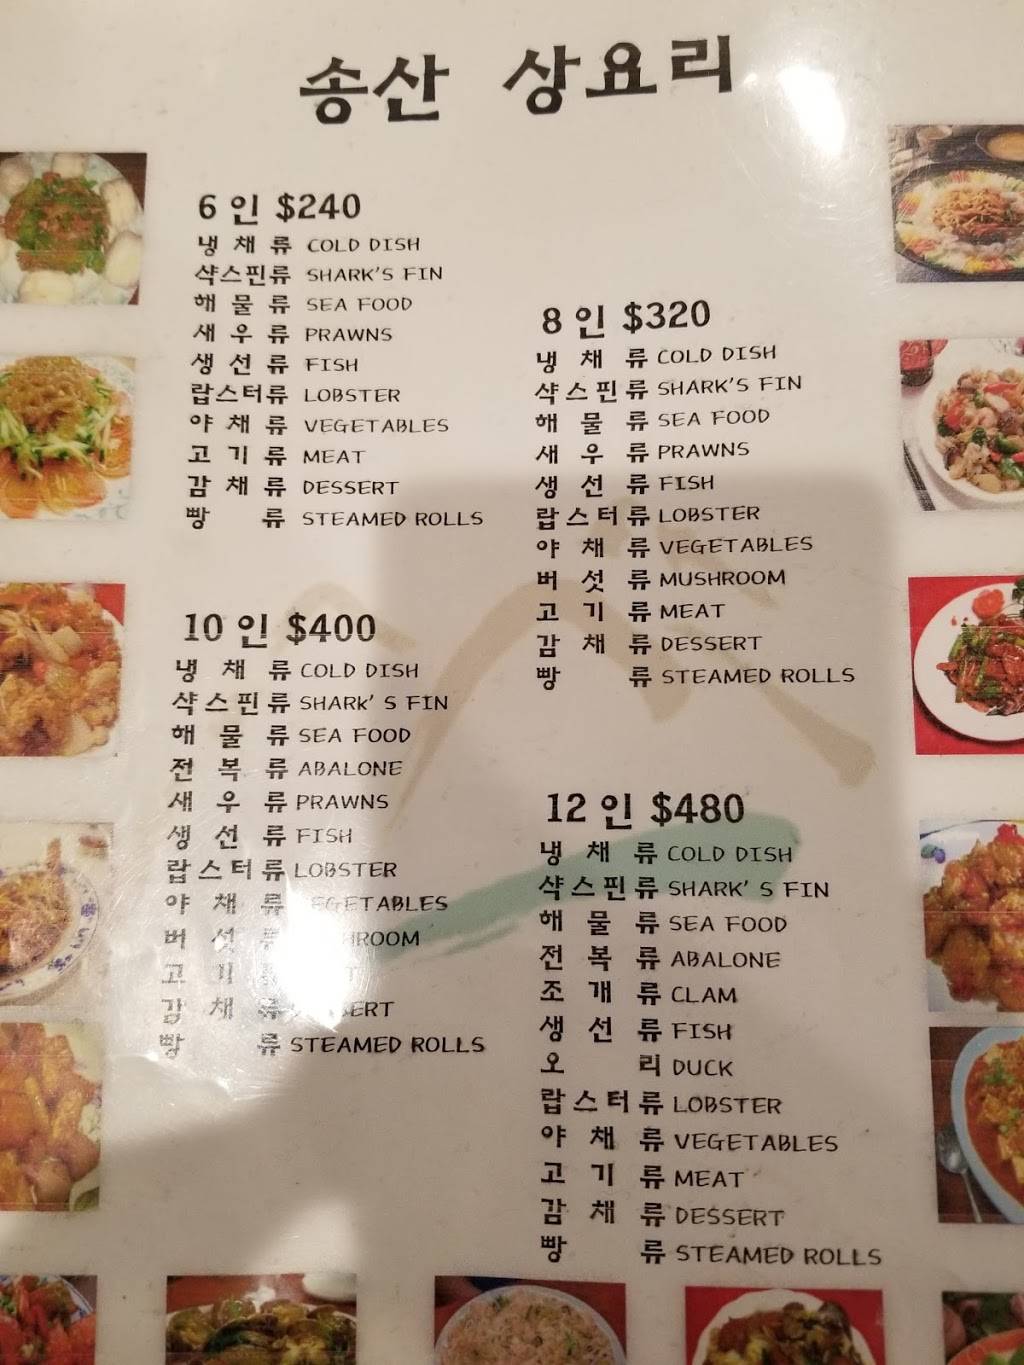 송산 상요리
6 인 $240
냉 채 류 COLD DISH
샥스핀류 SHARK'S FIN
해 물 류 SEA FOOD
새 우 류 PRAWNS
생 선 류 FISH
랍스터류 LOBSTER
야 채 류 VEGETABLES
고 기 류 MEAT
감 채 류 DESSERT
빵 류 STEAMED ROLLS
8 인 $320
냉 채 류 COLD DISH
샥스핀류 SHARK'S FIN
해 물 류 SEA FOOD
새 우 류 PRAWNS
생 선 류 FISH
랍스터류 LOBSTER
야 채 류 VEGETABLES
버 섯 류 MUSHROOM
고 기 류 MEAT
감 채 류 DESSERT
빵 류 STEAMED ROLLS
10 인 $400
냉 채 류 COLD DISH
샥스핀류 SHARK' S FIN
해 물 류 SEA FOOD
전 복 류 ABALONE
새 우 류 PRAWNS
생 선 류 FISH
랍스터류 LOBSTER
야 채 류 VEGETABLES
버 섯 류
고 기 류
감 채 류
빵 류 STEAMED ROLLS
12 인 $480
냉 채 류 COLD DISH
샥스핀류 SHARK' S FIN
해 물 류 SEA FOOD
전 복 류 ABALONE
조 개 류 CLAM
생 선 류 FISH
오 리 DUCK
랍스터류 LOBSTER
야 채 류 VEGETABLES
고 기 류 MEAT
감 채 류 DESSERT
빵 류 STEAMED ROLLS